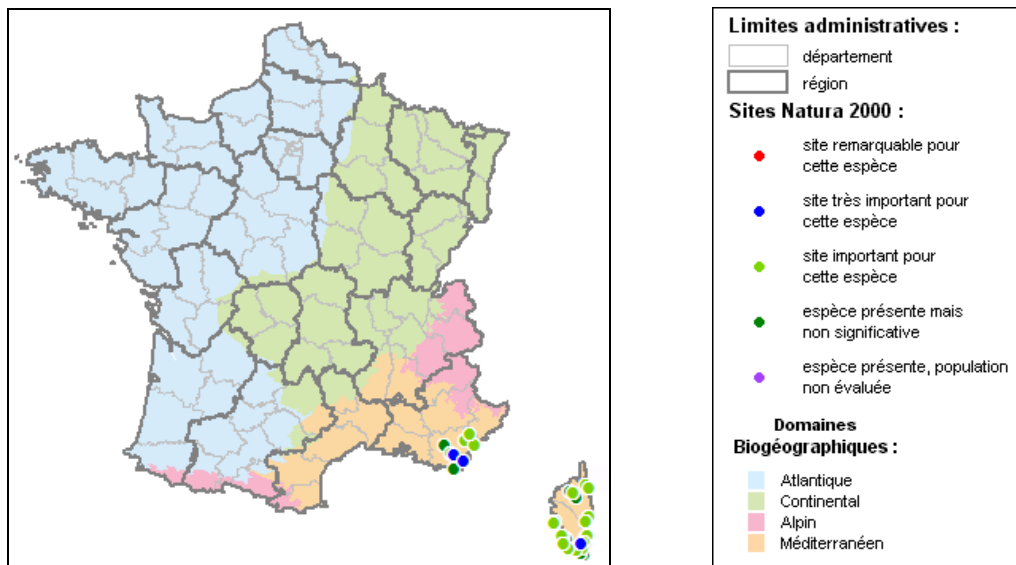 Limites administratives :
département
région
Sites Natura 2000 :
site remarquable pour
cette espèce
site très important pour
cette espèce
site important pour
cette espèce
espèce présente mais
non significative
espèce présente, population
non évaluée
Domaines
Biogéographiques :
Atlantique
Continental
Alpin
Méditerranéen